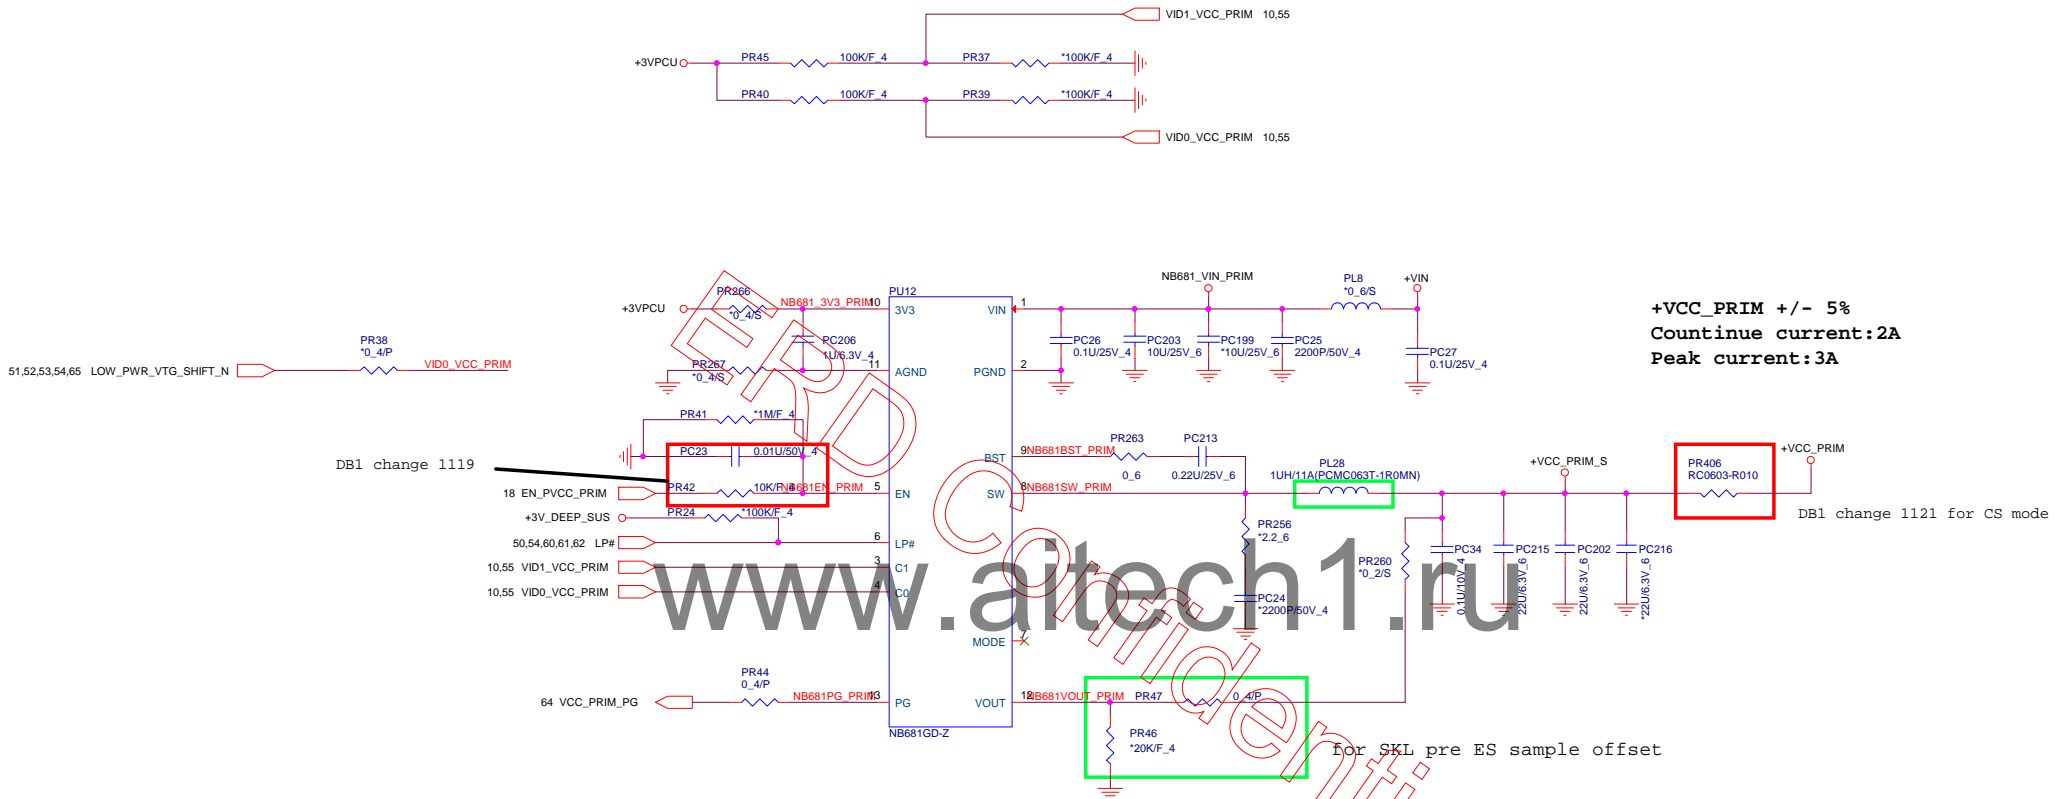 VID1_VCC_PRIM 10,55
PR45 100K/F_4 PR37 *100K/F_4
+3VPCU
PR40 100K/F_4 PR39 *100K/F_4
VID0_VCC_PRIM 10,55
NB681_VIN_PRIM
PL8
*0_6/S
+VIN
PR266
*0_4/S
NB681_3V3_PRIM
+3VPCU
PU12
10
3V3
VIN
1
+VCC_PRIM +/- 5%
Countinue current:2A
Peak current:3A
PC206
1U/6.3V_4
PC26
0.1U/25V_4
PC203
10U/25V_6
PC199
*10U/25V_6
PC25
2200P/50V_4
PC27
0.1U/25V_4
PR38
*0_4/P
51,52,53,54,65 LOW_PWR_VTG_SHIFT_N
VID0_VCC_PRIM
PR267
*0_4/S
11
AGND
PGND
2
PR41 *1M/F_4
PC23 0.01U/50V_4
DB1 change 1119
BST
9
NB681BST_PRIM
PR263
0_6
PC213
0.22U/25V_6
PL28
1UH/11A(PCMC063T-1R0MN)
+VCC_PRIM_S
PR406
RC0603-R010
+VCC_PRIM
18 EN_PVCC_PRIM
PR42 10K/F_4
NB681EN_PRIM
5
EN
SW
8
NB681SW_PRIM
DB1 change 1121 for CS mode
+3V_DEEP_SUS
PR24 *100K/F_4
50,54,60,61,62 LP#
6
LP#
PR256
*2.2_6
PR260
*0_2/S
PC34
0.1U/10V_4
PC215
22U/6.3V_6
PC202
22U/6.3V_6
PC216
*22U/6.3V_6
10,55 VID1_VCC_PRIM
3
C1
10,55 VID0_VCC_PRIM
4
C0
PC24
*2200P/50V_4
www.aitech1.ru
MODE
7
PR44
0_4/P
64 VCC_PRIM_PG
NB681PG_PRIM
13
PG
VOUT
12
NB681VOUT_PRIM
PR47 0_4/P
NB681GD-Z
PR46
*20K/F_4
for SKL pre ES sample offset
ERD Confidenti